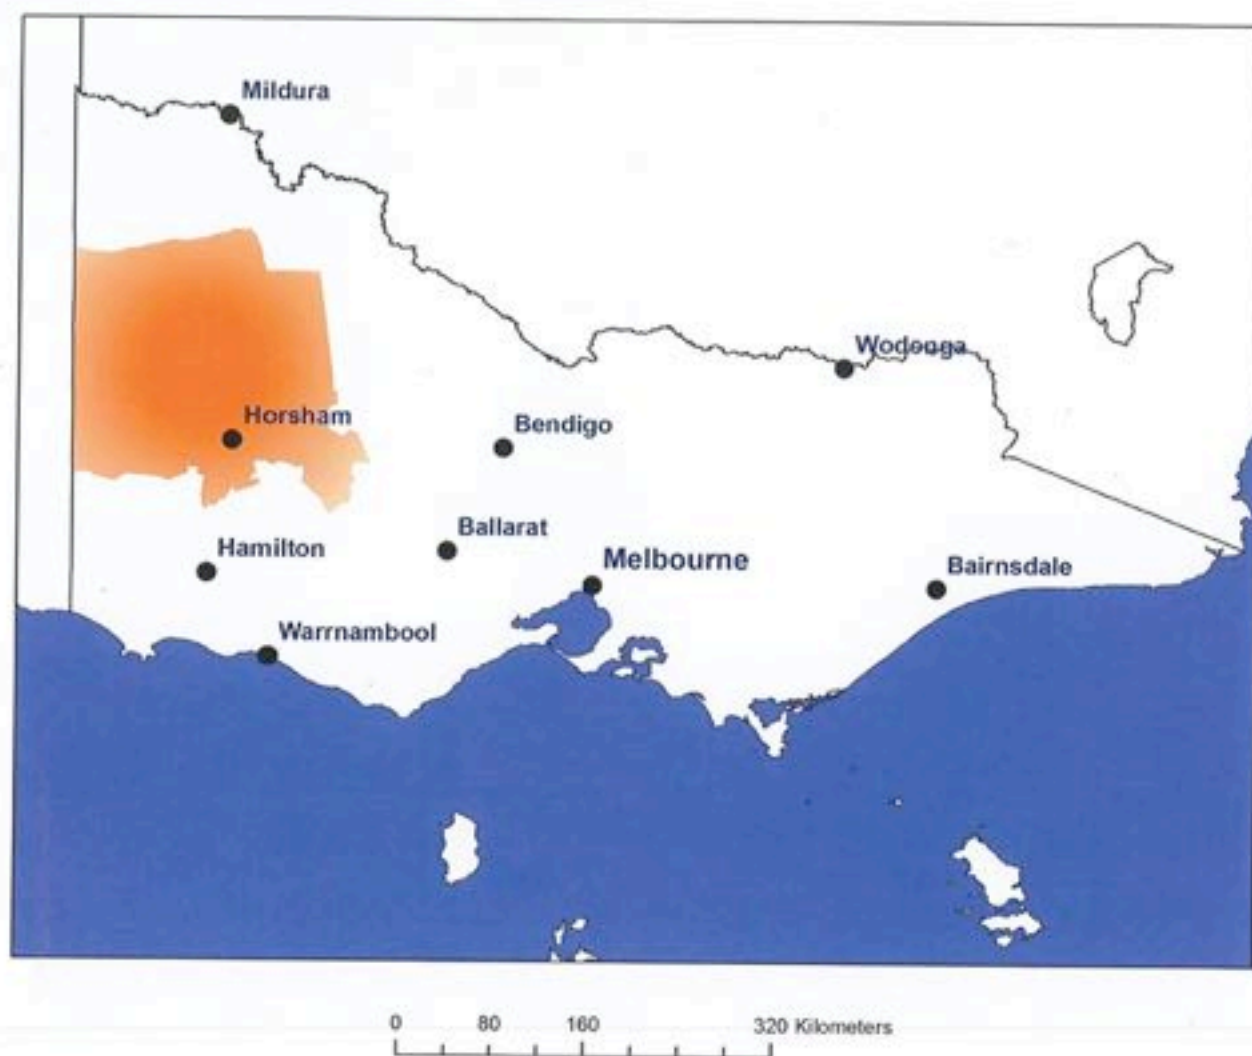 Mildura
Wodonga
Horsham
Bendigo
Ballarat
Hamilton
Melbourne
Bairnsdale
Warrnambool
0 80 160 320 Kilometers